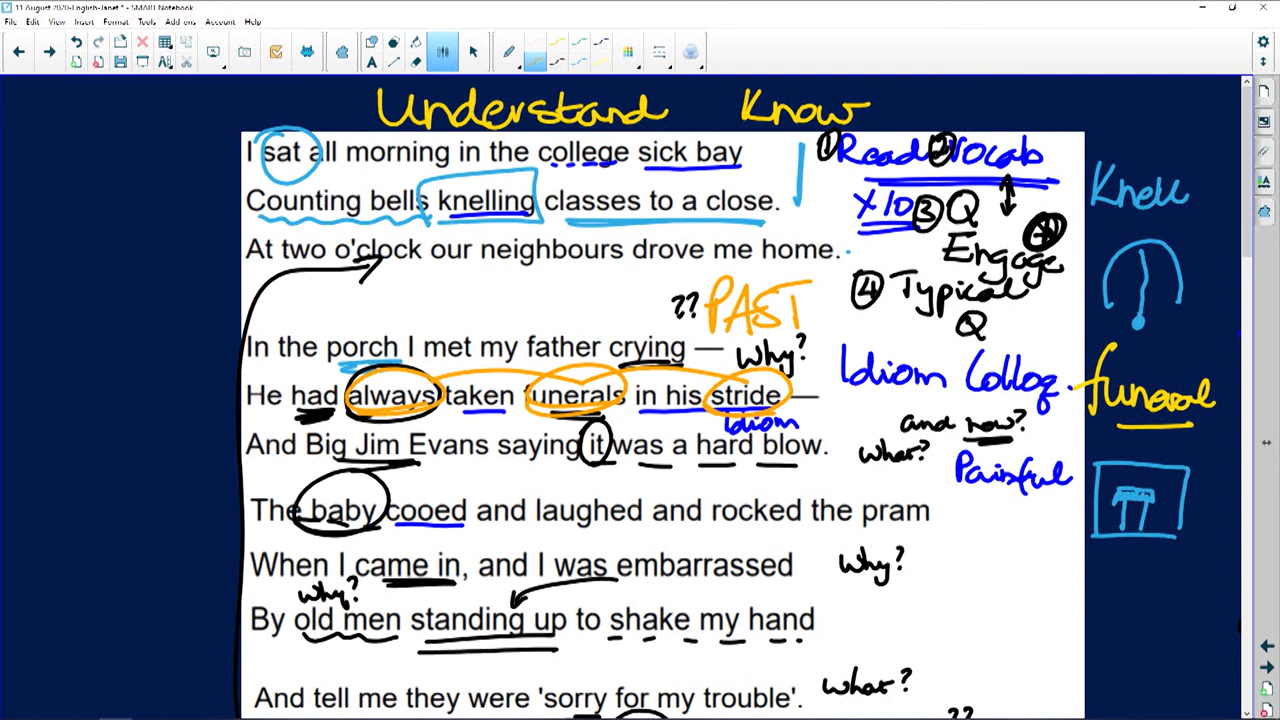 11 August 2020-English-Janet * - SMART Notebook
File Edit View Insert Format Tools Add-ons Account Help
Understand Know
I sat all morning in the college sick bay
① Read ② Vocab
Counting bells knelling classes to a close.
X10 ③ Q
Knell
At two o'clock our neighbours drove me home.
Engage
④ Typical
Q
?? PAST
In the porch I met my father crying —
why?
Idiom Colloq.
He had always taken funerals in his stride —
funeral
Idiom
and now?
And Big Jim Evans saying it was a hard blow.
what?
Painful
The baby cooed and laughed and rocked the pram
When I came in, and I was embarrassed
why?
why?
By old men standing up to shake my hand
And tell me they were 'sorry for my trouble'.
what?
??